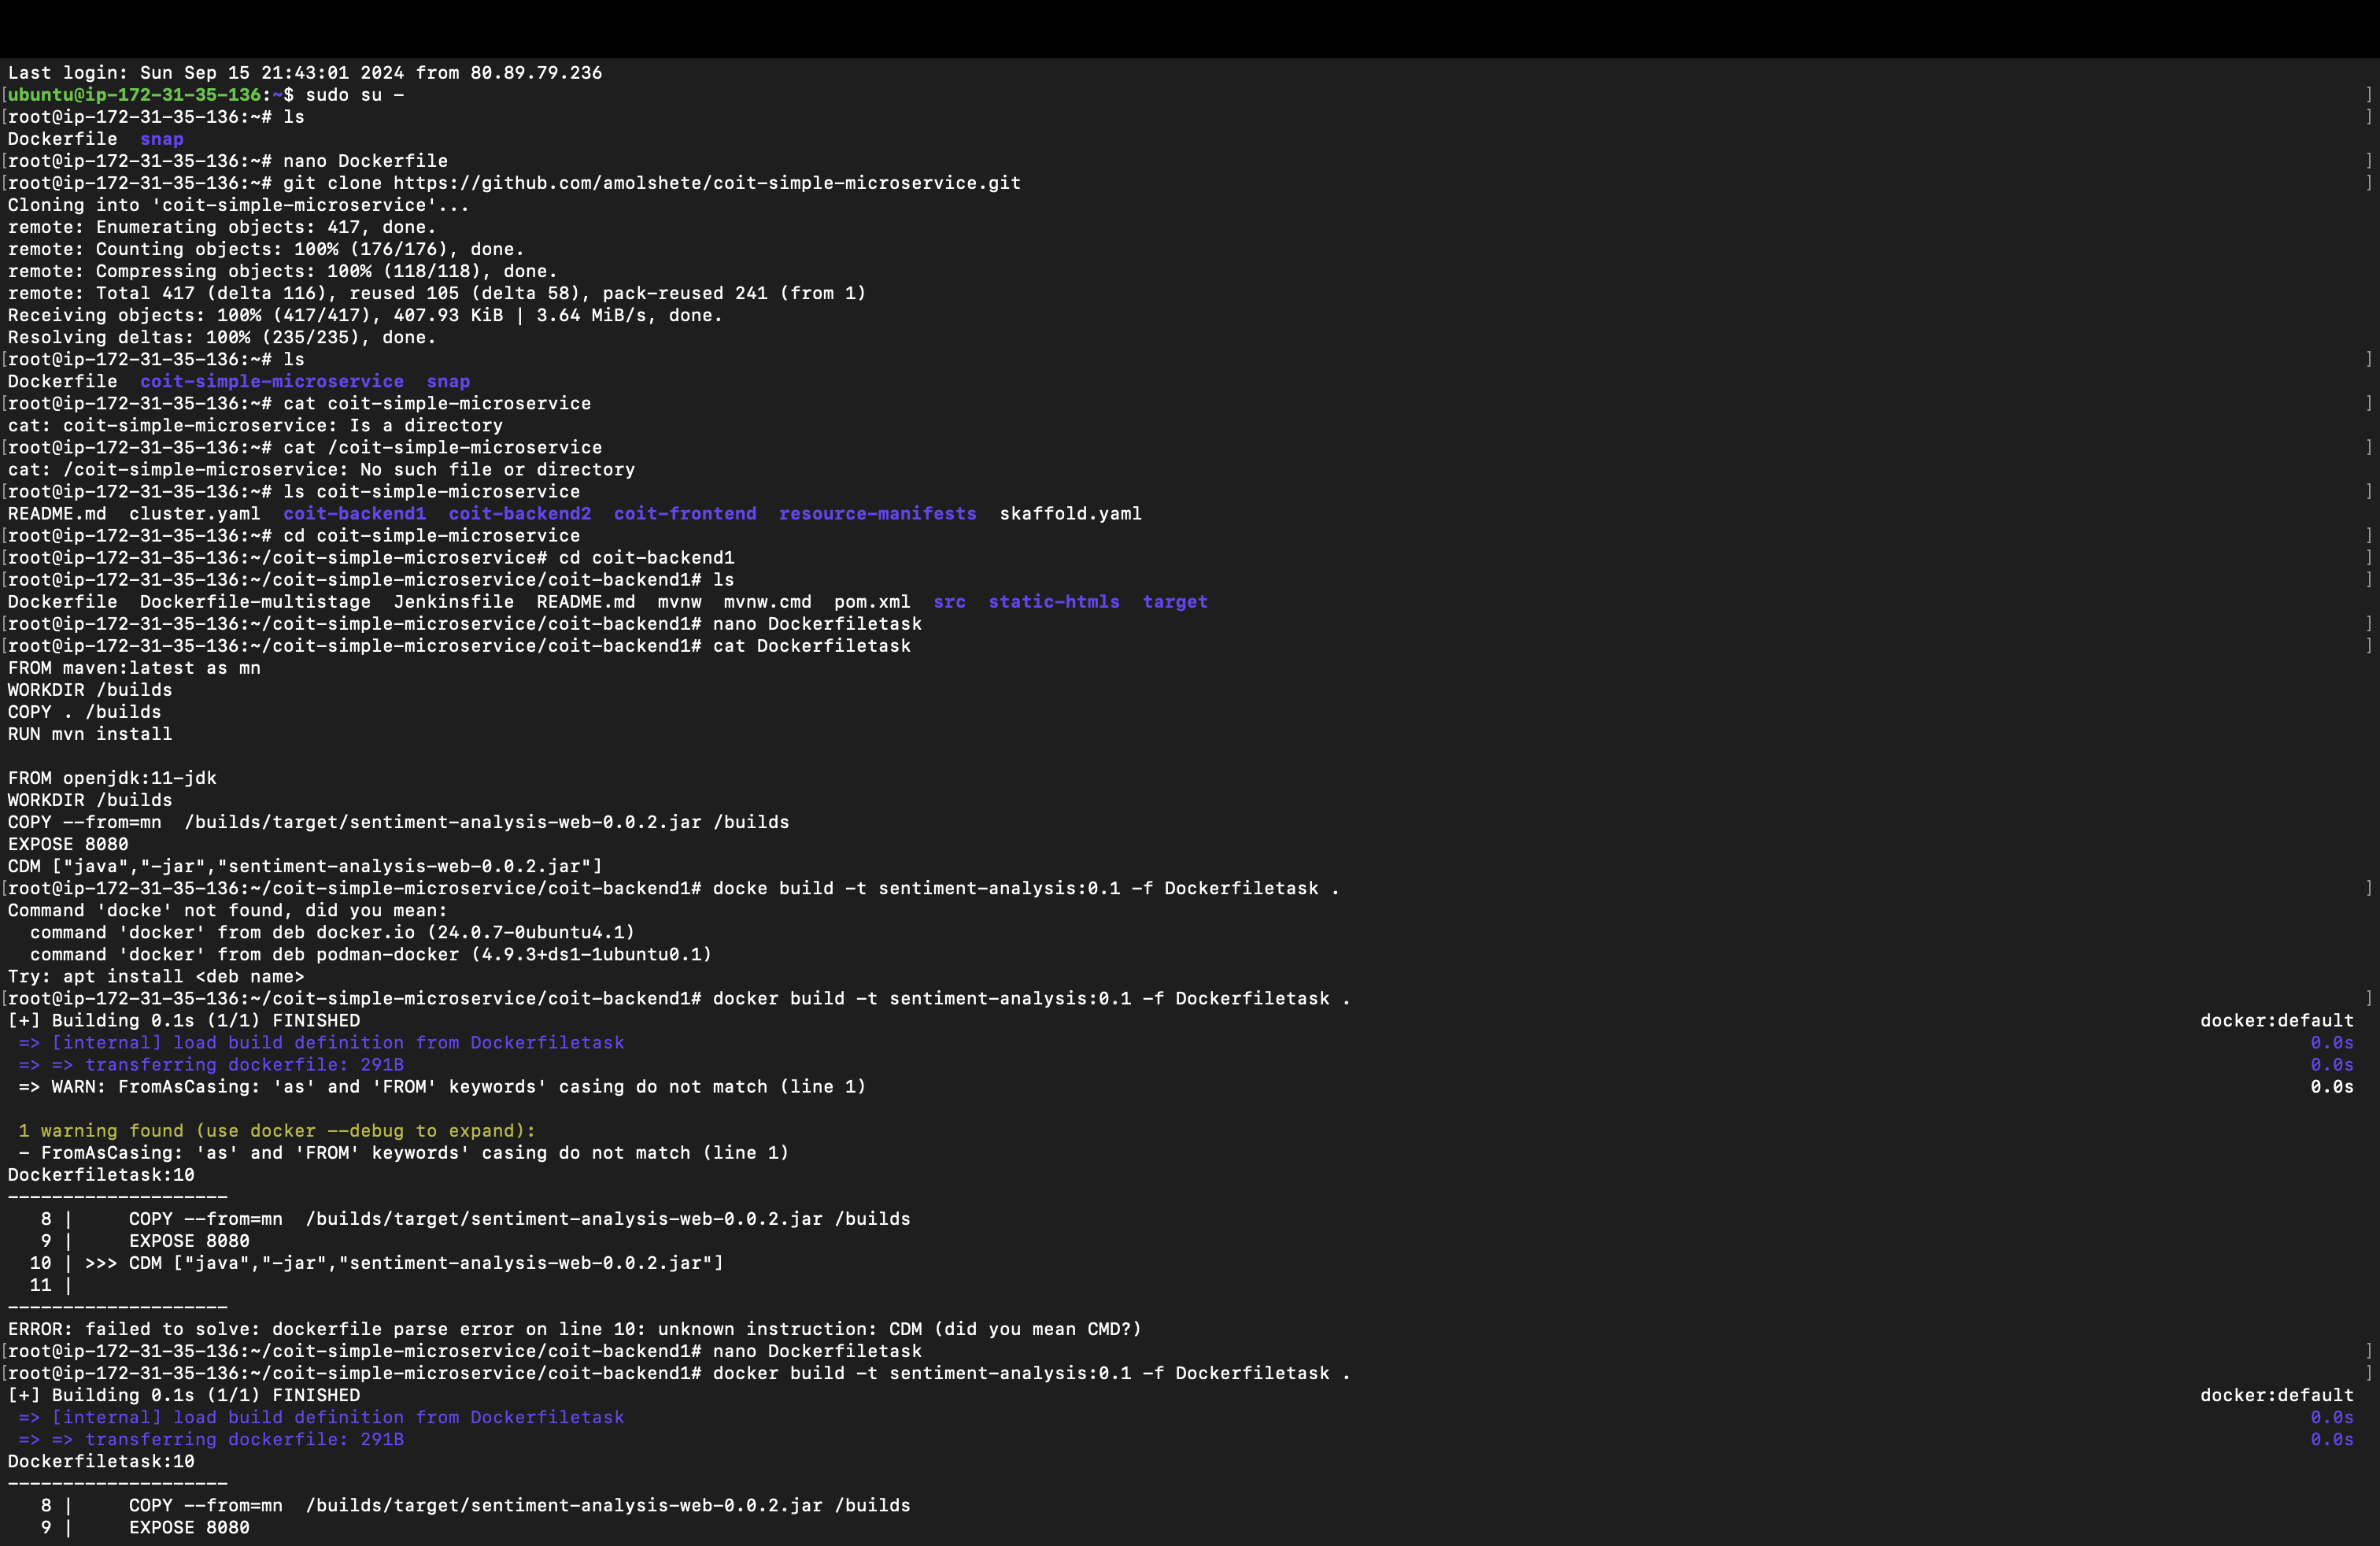 Last login: Sun Sep 15 21:43:01 2024 from 80.89.79.236
[ubuntu@ip-172-31-35-136:~$ sudo su - ]
[root@ip-172-31-35-136:~# ls ]
Dockerfile  snap
[root@ip-172-31-35-136:~# nano Dockerfile ]
[root@ip-172-31-35-136:~# git clone https://github.com/amolshete/coit-simple-microservice.git ]
Cloning into 'coit-simple-microservice'...
remote: Enumerating objects: 417, done.
remote: Counting objects: 100% (176/176), done.
remote: Compressing objects: 100% (118/118), done.
remote: Total 417 (delta 116), reused 105 (delta 58), pack-reused 241 (from 1)
Receiving objects: 100% (417/417), 407.93 KiB | 3.64 MiB/s, done.
Resolving deltas: 100% (235/235), done.
[root@ip-172-31-35-136:~# ls ]
Dockerfile  coit-simple-microservice  snap
[root@ip-172-31-35-136:~# cat coit-simple-microservice ]
cat: coit-simple-microservice: Is a directory
[root@ip-172-31-35-136:~# cat /coit-simple-microservice ]
cat: /coit-simple-microservice: No such file or directory
[root@ip-172-31-35-136:~# ls coit-simple-microservice ]
README.md  cluster.yaml  coit-backend1  coit-backend2  coit-frontend  resource-manifests  skaffold.yaml
[root@ip-172-31-35-136:~# cd coit-simple-microservice ]
[root@ip-172-31-35-136:~/coit-simple-microservice# cd coit-backend1 ]
[root@ip-172-31-35-136:~/coit-simple-microservice/coit-backend1# ls ]
Dockerfile  Dockerfile-multistage  Jenkinsfile  README.md  mvnw  mvnw.cmd  pom.xml  src  static-htmls  target
[root@ip-172-31-35-136:~/coit-simple-microservice/coit-backend1# nano Dockerfiletask ]
[root@ip-172-31-35-136:~/coit-simple-microservice/coit-backend1# cat Dockerfiletask ]
FROM maven:latest as mn
WORKDIR /builds
COPY . /builds
RUN mvn install

FROM openjdk:11-jdk
WORKDIR /builds
COPY --from=mn  /builds/target/sentiment-analysis-web-0.0.2.jar /builds
EXPOSE 8080
CDM ["java","-jar","sentiment-analysis-web-0.0.2.jar"]
[root@ip-172-31-35-136:~/coit-simple-microservice/coit-backend1# docke build -t sentiment-analysis:0.1 -f Dockerfiletask . ]
Command 'docke' not found, did you mean:
  command 'docker' from deb docker.io (24.0.7-0ubuntu4.1)
  command 'docker' from deb podman-docker (4.9.3+ds1-1ubuntu0.1)
Try: apt install <deb name>
[root@ip-172-31-35-136:~/coit-simple-microservice/coit-backend1# docker build -t sentiment-analysis:0.1 -f Dockerfiletask . ]
[+] Building 0.1s (1/1) FINISHED docker:default
 => [internal] load build definition from Dockerfiletask 0.0s
 => => transferring dockerfile: 291B 0.0s
 => WARN: FromAsCasing: 'as' and 'FROM' keywords' casing do not match (line 1) 0.0s

 1 warning found (use docker --debug to expand):
 - FromAsCasing: 'as' and 'FROM' keywords' casing do not match (line 1)
Dockerfiletask:10
--------------------
   8 |     COPY --from=mn  /builds/target/sentiment-analysis-web-0.0.2.jar /builds
   9 |     EXPOSE 8080
  10 | >>> CDM ["java","-jar","sentiment-analysis-web-0.0.2.jar"]
  11 |
--------------------
ERROR: failed to solve: dockerfile parse error on line 10: unknown instruction: CDM (did you mean CMD?)
[root@ip-172-31-35-136:~/coit-simple-microservice/coit-backend1# nano Dockerfiletask ]
[root@ip-172-31-35-136:~/coit-simple-microservice/coit-backend1# docker build -t sentiment-analysis:0.1 -f Dockerfiletask . ]
[+] Building 0.1s (1/1) FINISHED docker:default
 => [internal] load build definition from Dockerfiletask 0.0s
 => => transferring dockerfile: 291B 0.0s
Dockerfiletask:10
--------------------
   8 |     COPY --from=mn  /builds/target/sentiment-analysis-web-0.0.2.jar /builds
   9 |     EXPOSE 8080